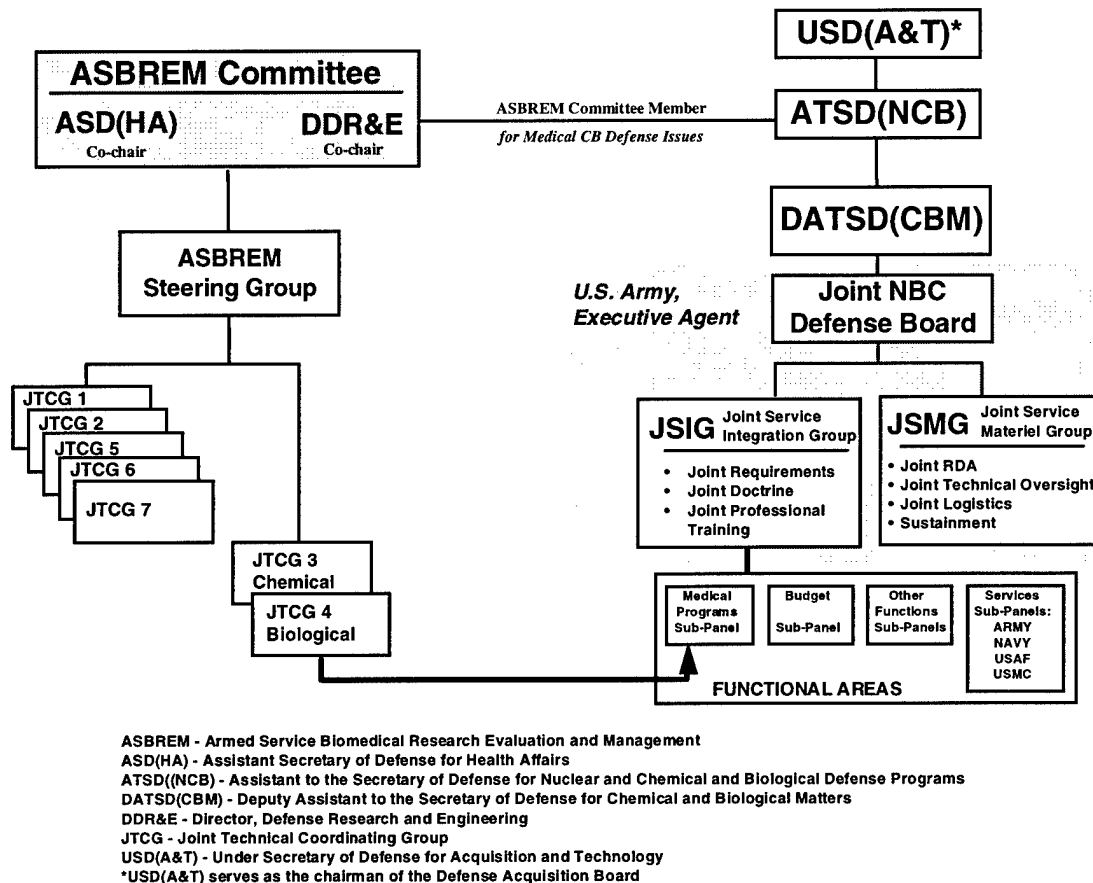 USD(A&T)*
ASBREM Committee
ASD(HA)
Co-chair
DDR&E
Co-chair
ASBREM Committee Member
for Medical CB Defense Issues
ATSD(NCB)
DATSD(CBM)
ASBREM
Steering Group
U.S. Army,
Executive Agent
Joint NBC
Defense Board
JTCG 1
JTCG 2
JTCG 5
JTCG 6
JTCG 7
JTCG 3
Chemical
JTCG 4
Biological
JSIG Joint Service
Integration Group
• Joint Requirements
• Joint Doctrine
• Joint Professional
Training
JSMG Joint Service
Materiel Group
• Joint RDA
• Joint Technical Oversight
• Joint Logistics
• Sustainment
Medical
Programs
Sub-Panel
Budget
Sub-Panel
Other
Functions
Sub-Panels
Services
Sub-Panels:
ARMY
NAVY
USAF
USMC
FUNCTIONAL AREAS
ASBREM - Armed Service Biomedical Research Evaluation and Management
ASD(HA) - Assistant Secretary of Defense for Health Affairs
ATSD((NCB) - Assistant to the Secretary of Defense for Nuclear and Chemical and Biological Defense Programs
DATSD(CBM) - Deputy Assistant to the Secretary of Defense for Chemical and Biological Matters
DDR&E - Director, Defense Research and Engineering
JTCG - Joint Technical Coordinating Group
USD(A&T) - Under Secretary of Defense for Acquisition and Technology
*USD(A&T) serves as the chairman of the Defense Acquisition Board